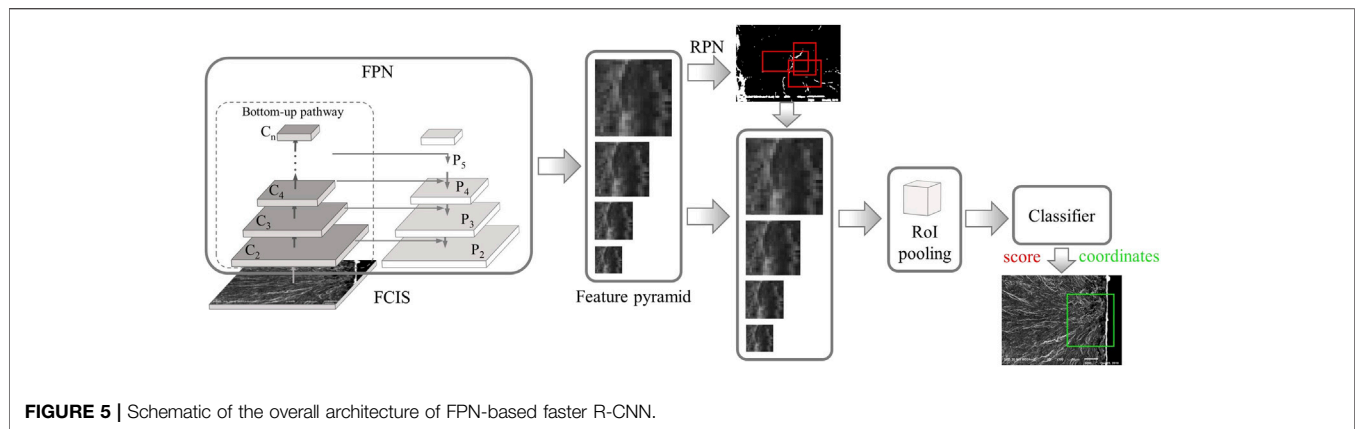 FPN
Bottom-up pathway
Cn
C4
C3
C2
P5
P4
P3
P2
FCIS
Feature pyramid
RPN
RoI
pooling
Classifier
score
coordinates
FIGURE 5 | Schematic of the overall architecture of FPN-based faster R-CNN.